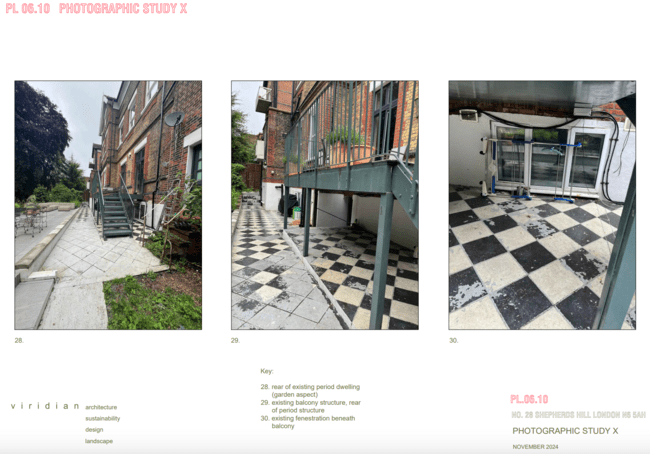 PL 06.10 PHOTOGRAPHIC STUDY X
28.
29.
30.
Key:
28. rear of existing period dwelling
(garden aspect)
29. existing balcony structure, rear
of period structure
30. existing fenestration beneath
balcony
viridian architecture
sustainability
design
landscape
PL.06.10
NO. 28 SHEPHERDS HILL LONDON N6 5AH
PHOTOGRAPHIC STUDY X
NOVEMBER 2024